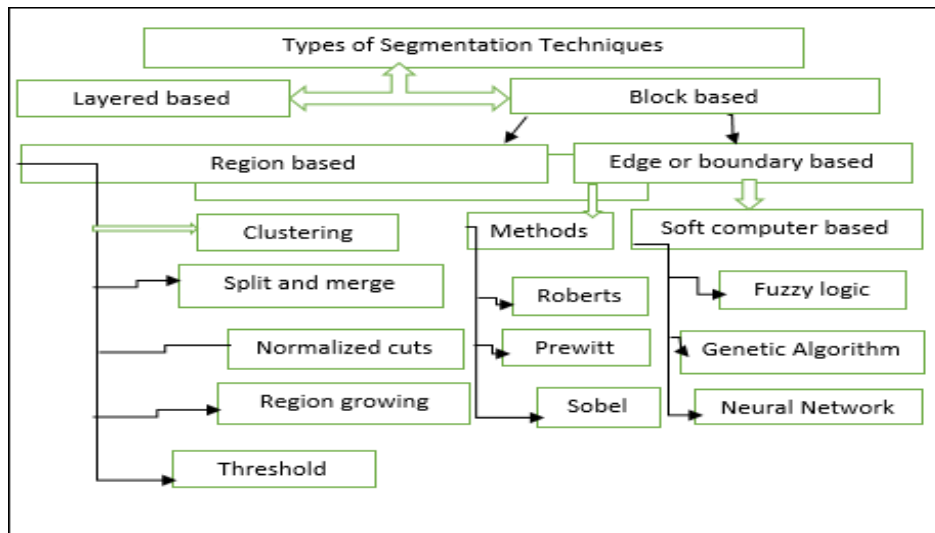 Types of Segmentation Techniques
Layered based
Block based
Region based
Edge or boundary based
Clustering
Split and merge
Normalized cuts
Region growing
Threshold
Methods
Roberts
Prewitt
Sobel
Soft computer based
Fuzzy logic
Genetic Algorithm
Neural Network